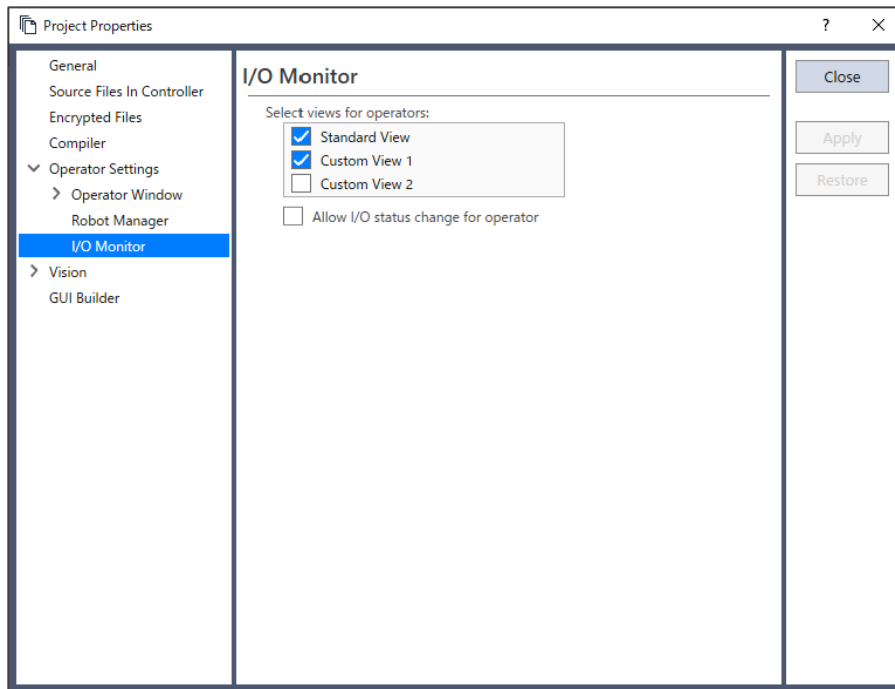 Project Properties
?
General
Source Files In Controller
Encrypted Files
Compiler
Operator Settings
Operator Window
Robot Manager
I/O Monitor
Vision
GUI Builder
I/O Monitor
Select views for operators:
Standard View
Custom View 1
Custom View 2
Allow I/O status change for operator
Close
Apply
Restore